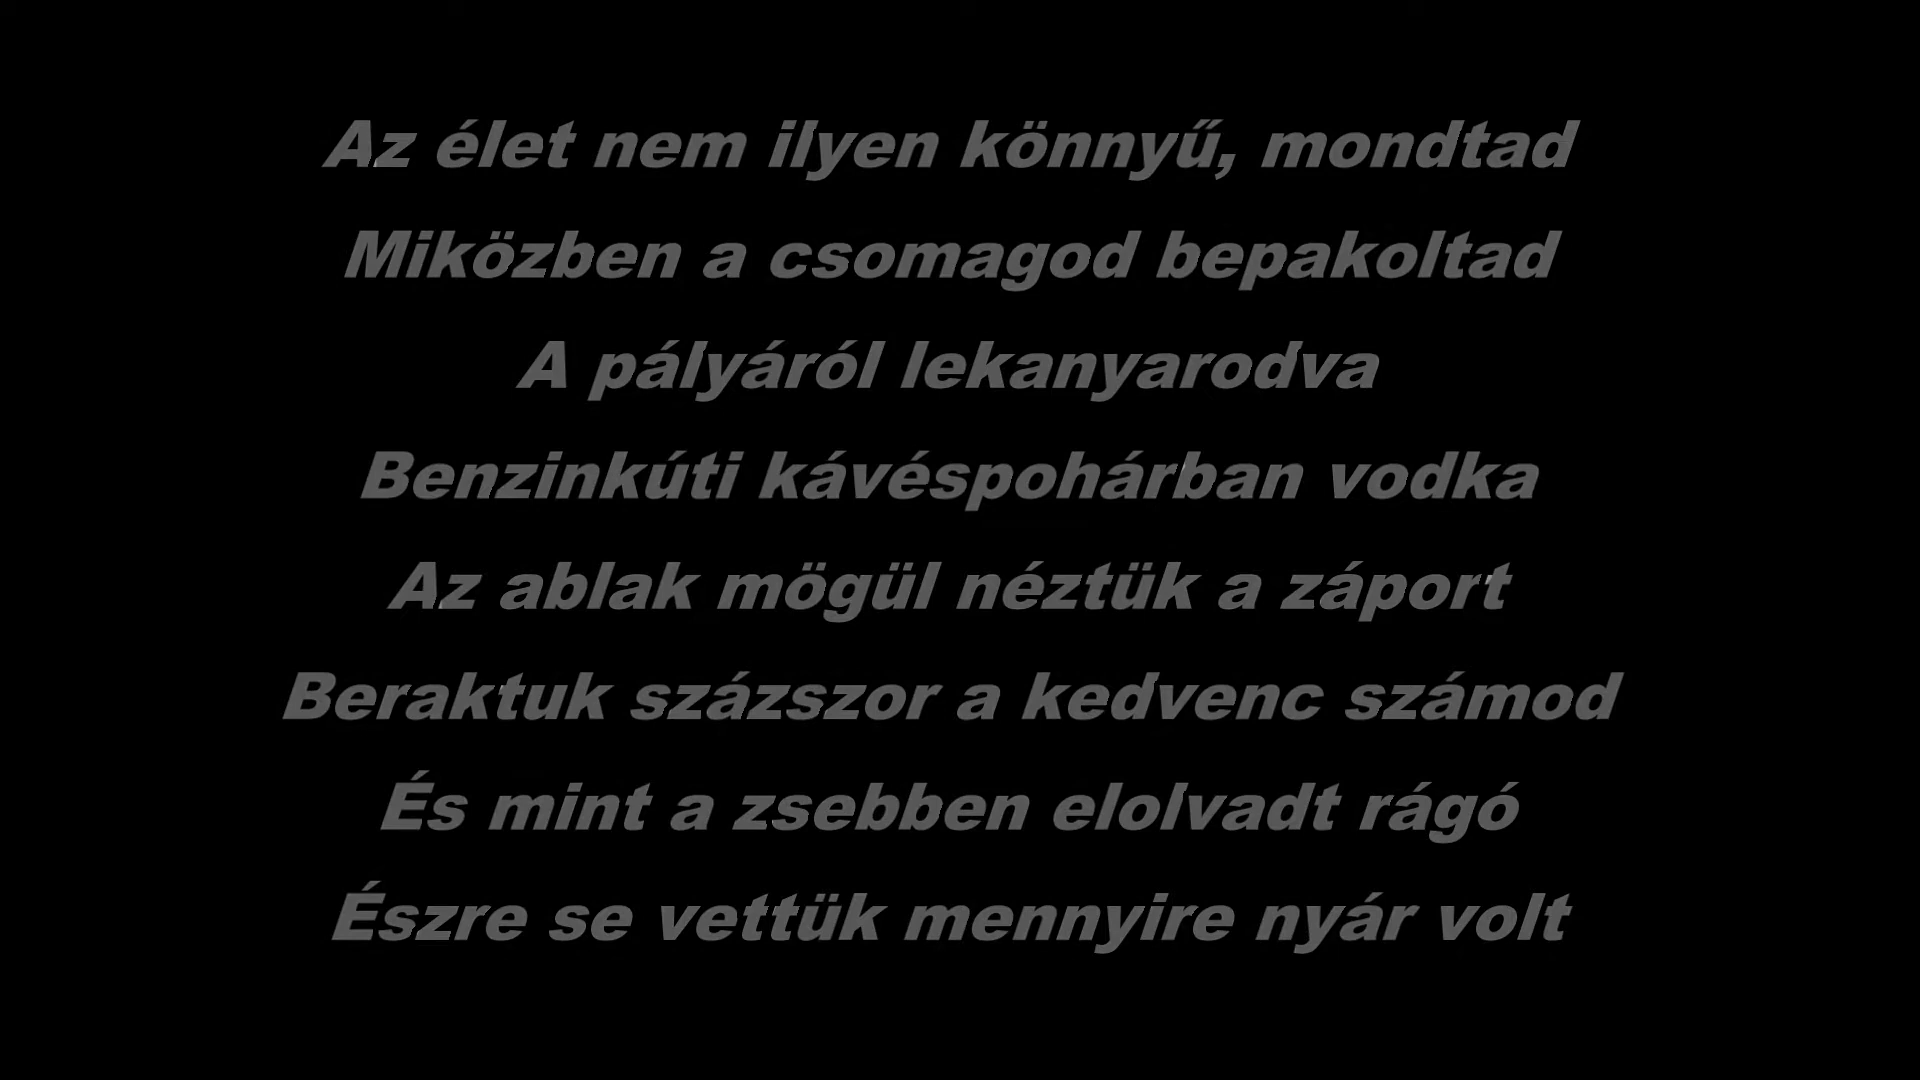 Az élet nem ilyen könnyű, mondtad
Miközben a csomagod bepakoltad
A pályáról lekanyarodva
Benzinkúti kávéspohárban vodka
Az ablak mögül néztük a záport
Beraktuk százszor a kedvenc számod
És mint a zsebben elolvadt rágó
Észre se vettük mennyire nyár volt